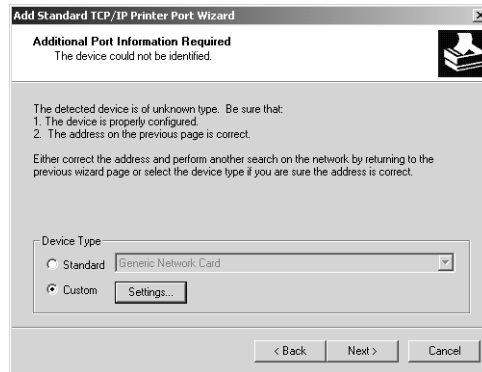 Add Standard TCP/IP Printer Port Wizard
Additional Port Information Required
The device could not be identified.
The detected device is of unknown type. Be sure that:
1. The device is properly configured.
2. The address on the previous page is correct.
Either correct the address and perform another search on the network by returning to the
previous wizard page or select the device type if you are sure the address is correct.
Device Type
Standard Generic Network Card
Custom Settings...
< Back Next > Cancel